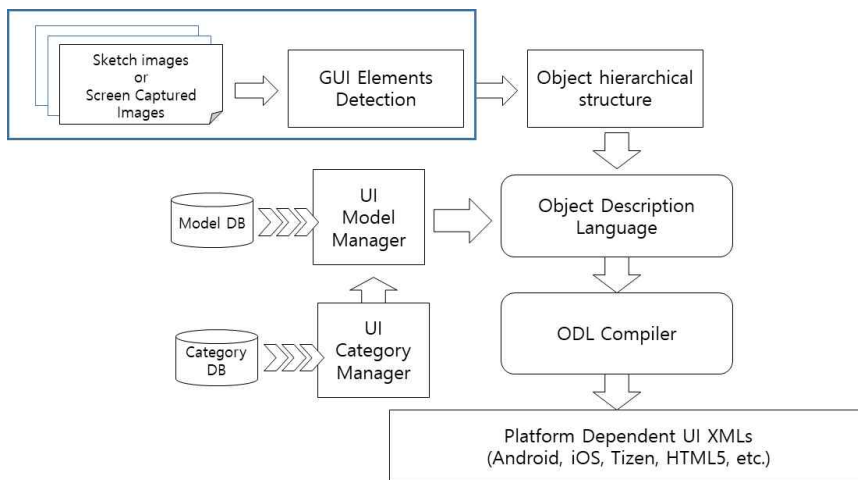 Sketch images
or
Screen Captured
Images
GUI Elements
Detection
Object hierarchical
structure
Model DB
UI
Model
Manager
Object Description
Language
Category
DB
UI
Category
Manager
ODL Compiler
Platform Dependent UI XMLs
(Android, iOS, Tizen, HTML5, etc.)